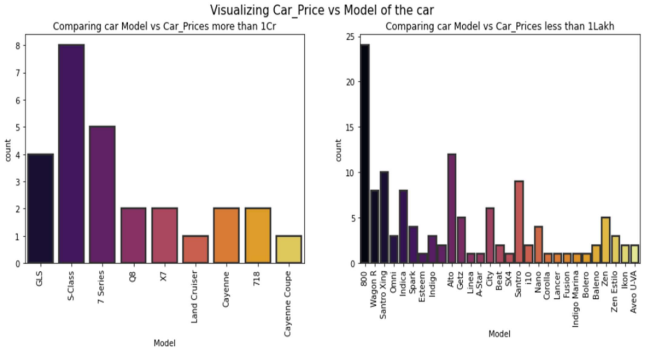 Visualizing Car_Price vs Model of the car
Comparing car Model vs Car_Prices more than 1Cr
8
7
6
5
4
3
2
1
0
count
GLS
S-Class
7 Series
Q8
X7
Land Cruiser
Cayenne
718
Cayenne Coupe
Model
Comparing car Model vs Car_Prices less than 1Lakh
25
20
15
10
5
0
count
800
Wagon R
Santro Xing
Omni
Indica
Spark
Esteem
Indigo
Alto
Getz
Linea
A-Star
City
Beat
SX4
Santro
i10
Nano
Corolla
Lancer
Fusion
Indigo Marina
Bolero
Baleno
Zen
Zen Estilo
Ikon
Aveo U-VA
Model